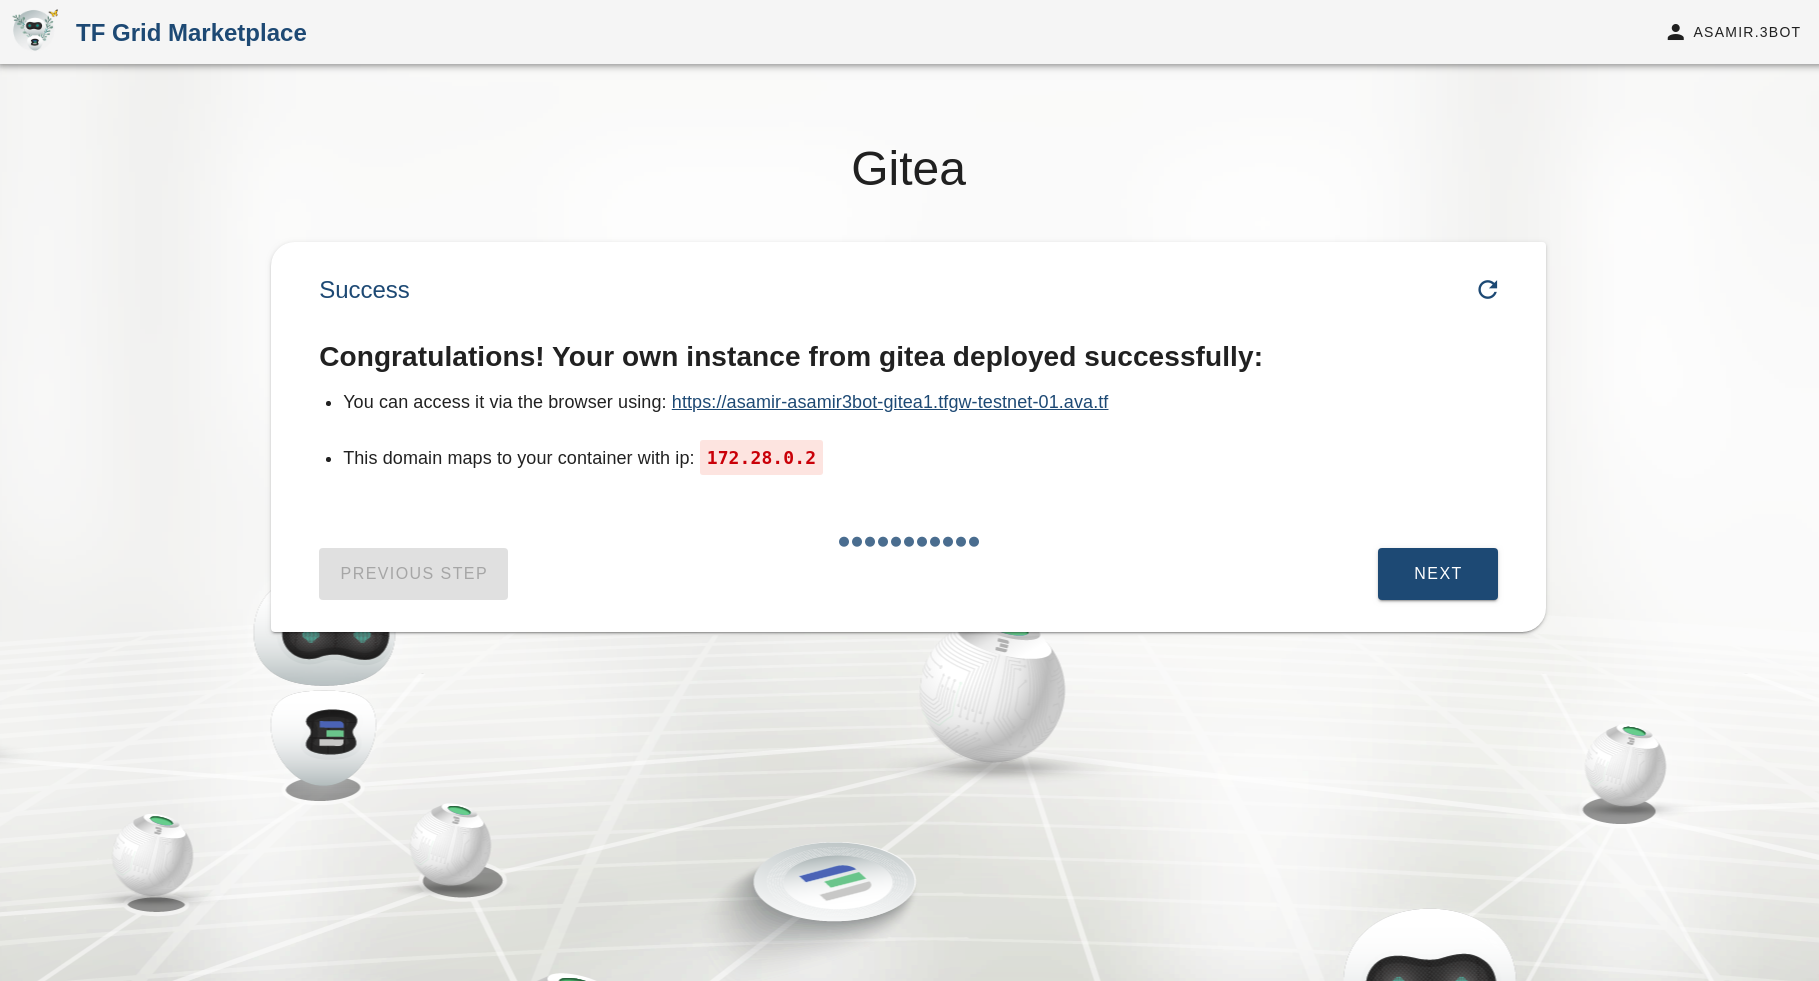 TF Grid Marketplace
ASAMIR.3BOT
Gitea
Success
Congratulations! Your own instance from gitea deployed successfully:
You can access it via the browser using: https://asamir-asamir3bot-gitea1.tfgw-testnet-01.ava.tf
This domain maps to your container with ip: 172.28.0.2
PREVIOUS STEP
NEXT